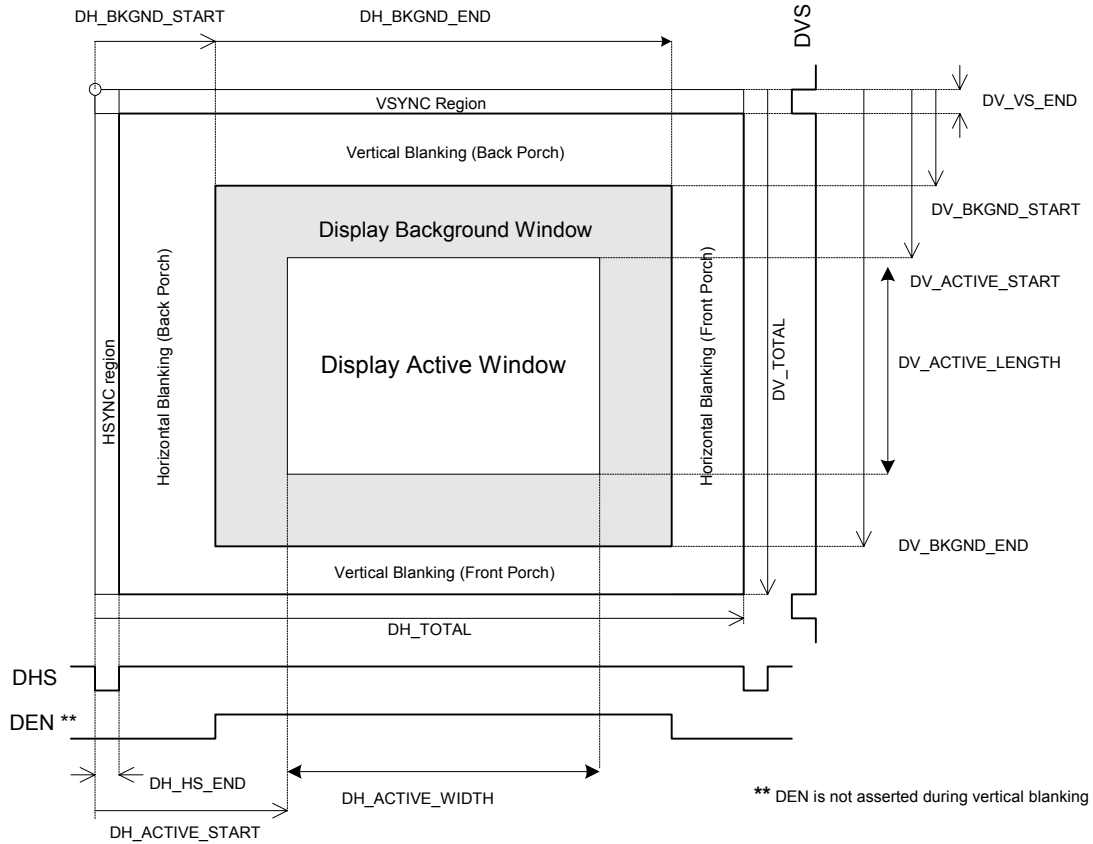 DH_BKGND_START
DH_BKGND_END
DVS
VSYNC Region
DV_VS_END
Vertical Blanking (Back Porch)
DV_BKGND_START
Display Background Window
DV_ACTIVE_START
HSYNC region
Horizontal Blanking (Back Porch)
Display Active Window
Horizontal Blanking (Front Porch)
DV_TOTAL
DV_ACTIVE_LENGTH
DV_BKGND_END
Vertical Blanking (Front Porch)
DH_TOTAL
DHS
DEN **
DH_HS_END
DH_ACTIVE_WIDTH
** DEN is not asserted during vertical blanking
DH_ACTIVE_START